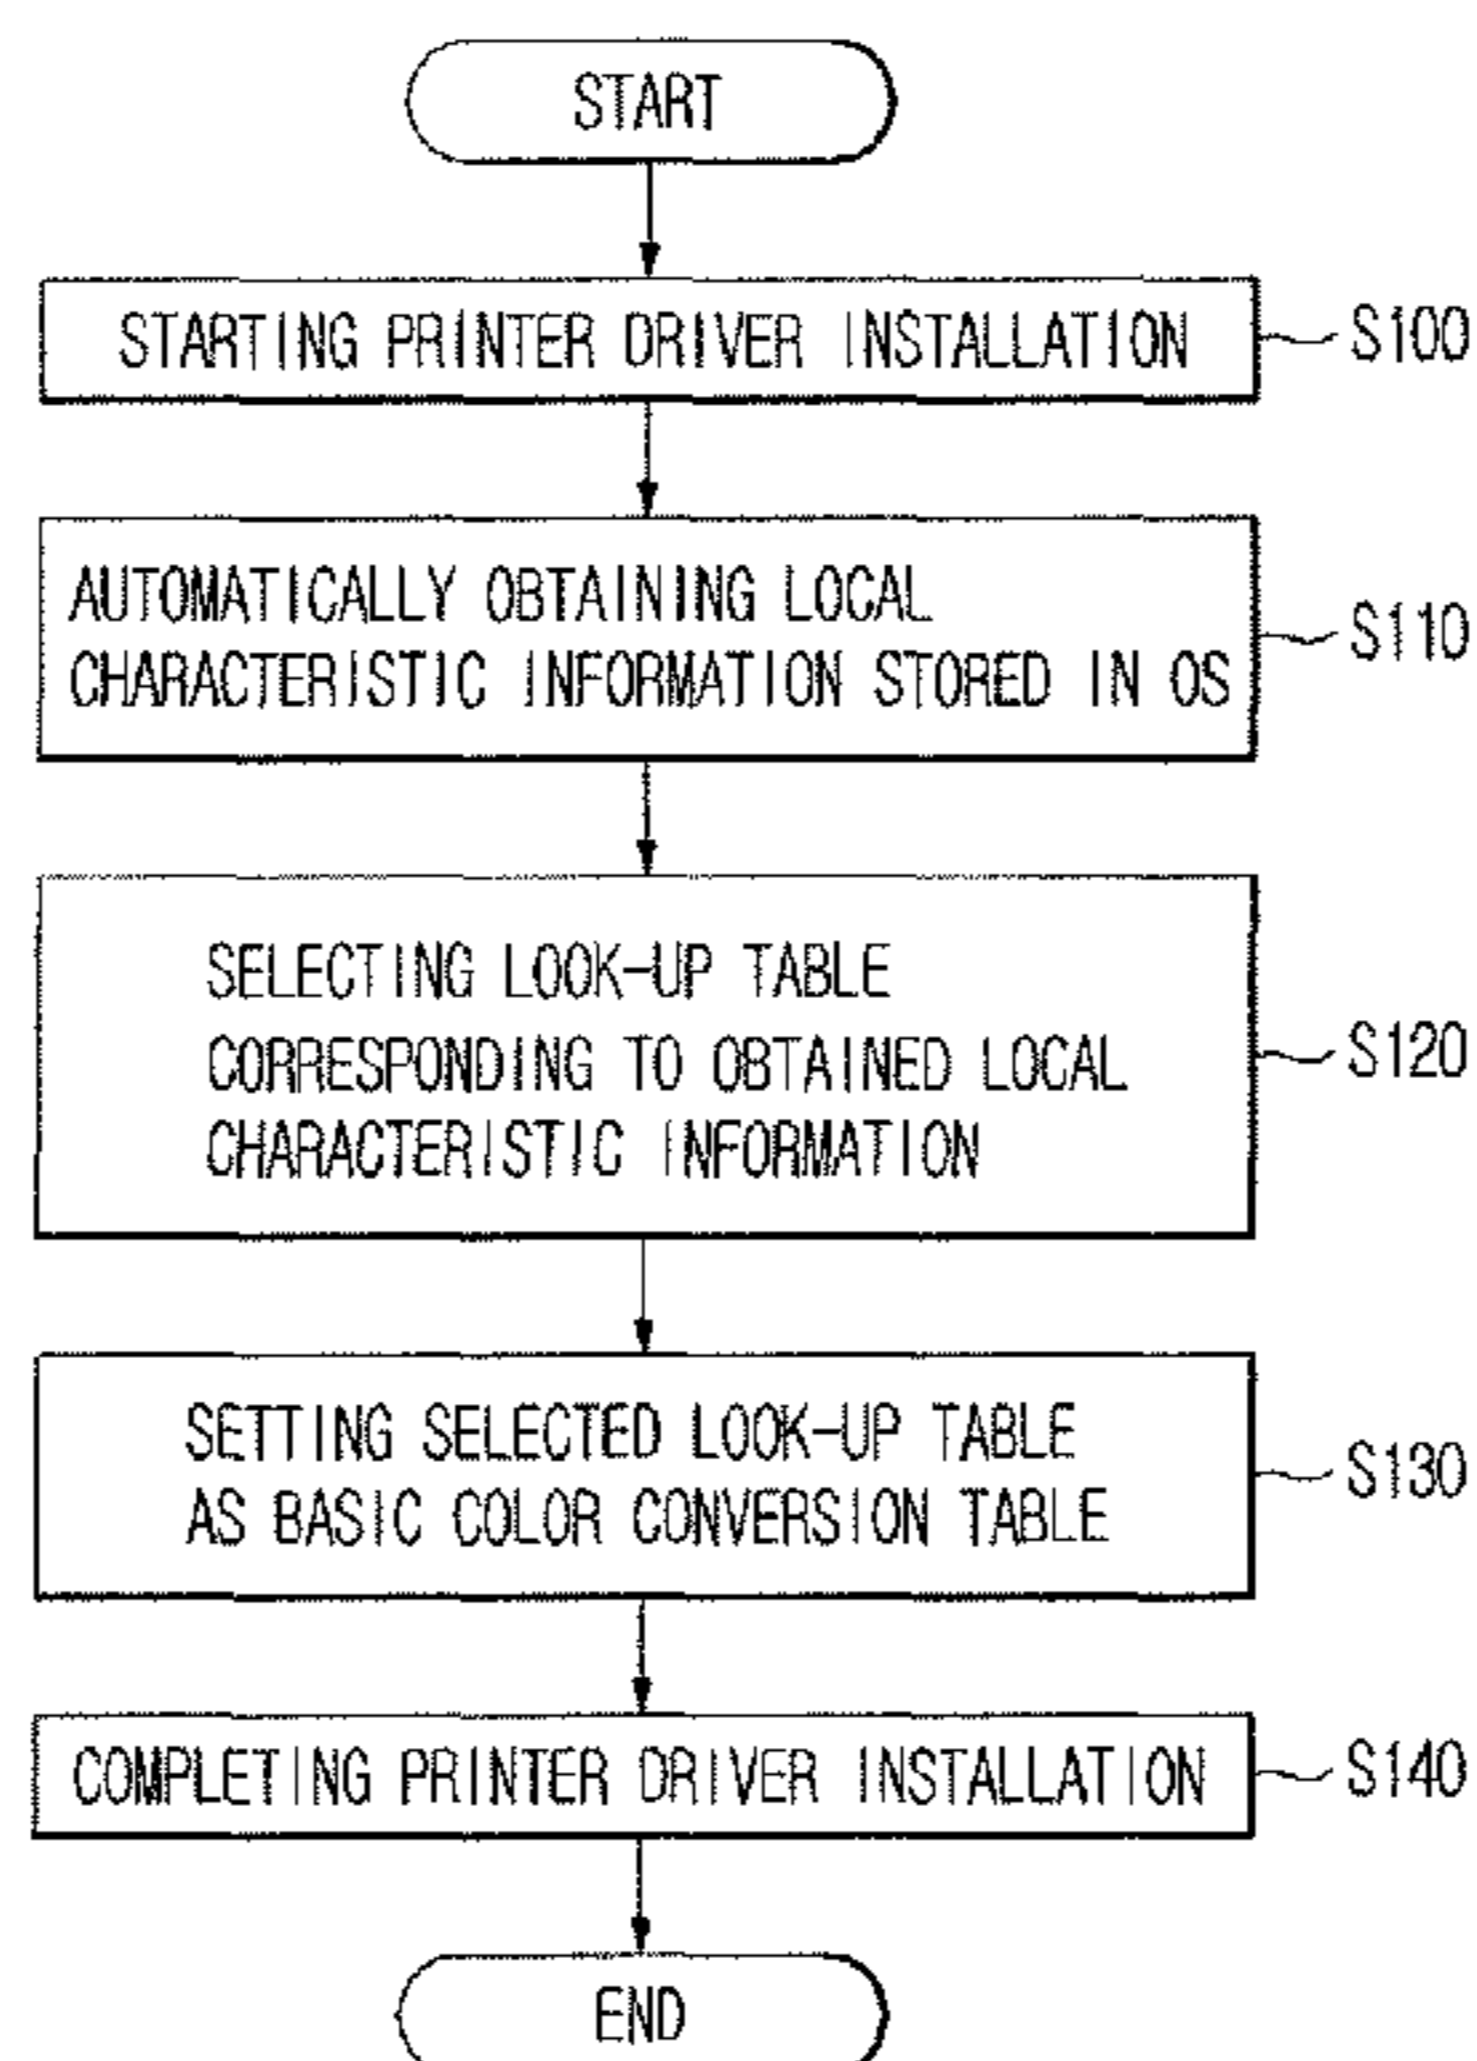 START
STARTING PRINTER DRIVER INSTALLATION
S100
AUTOMATICALLY OBTAINING LOCAL
CHARACTERISTIC INFORMATION STORED IN OS
S110
SELECTING LOOK-UP TABLE
CORRESPONDING TO OBTAINED LOCAL
CHARACTERISTIC INFORMATION
S120
SETTING SELECTED LOOK-UP TABLE
AS BASIC COLOR CONVERSION TABLE
S130
COMPLETING PRINTER DRIVER INSTALLATION
S140
END